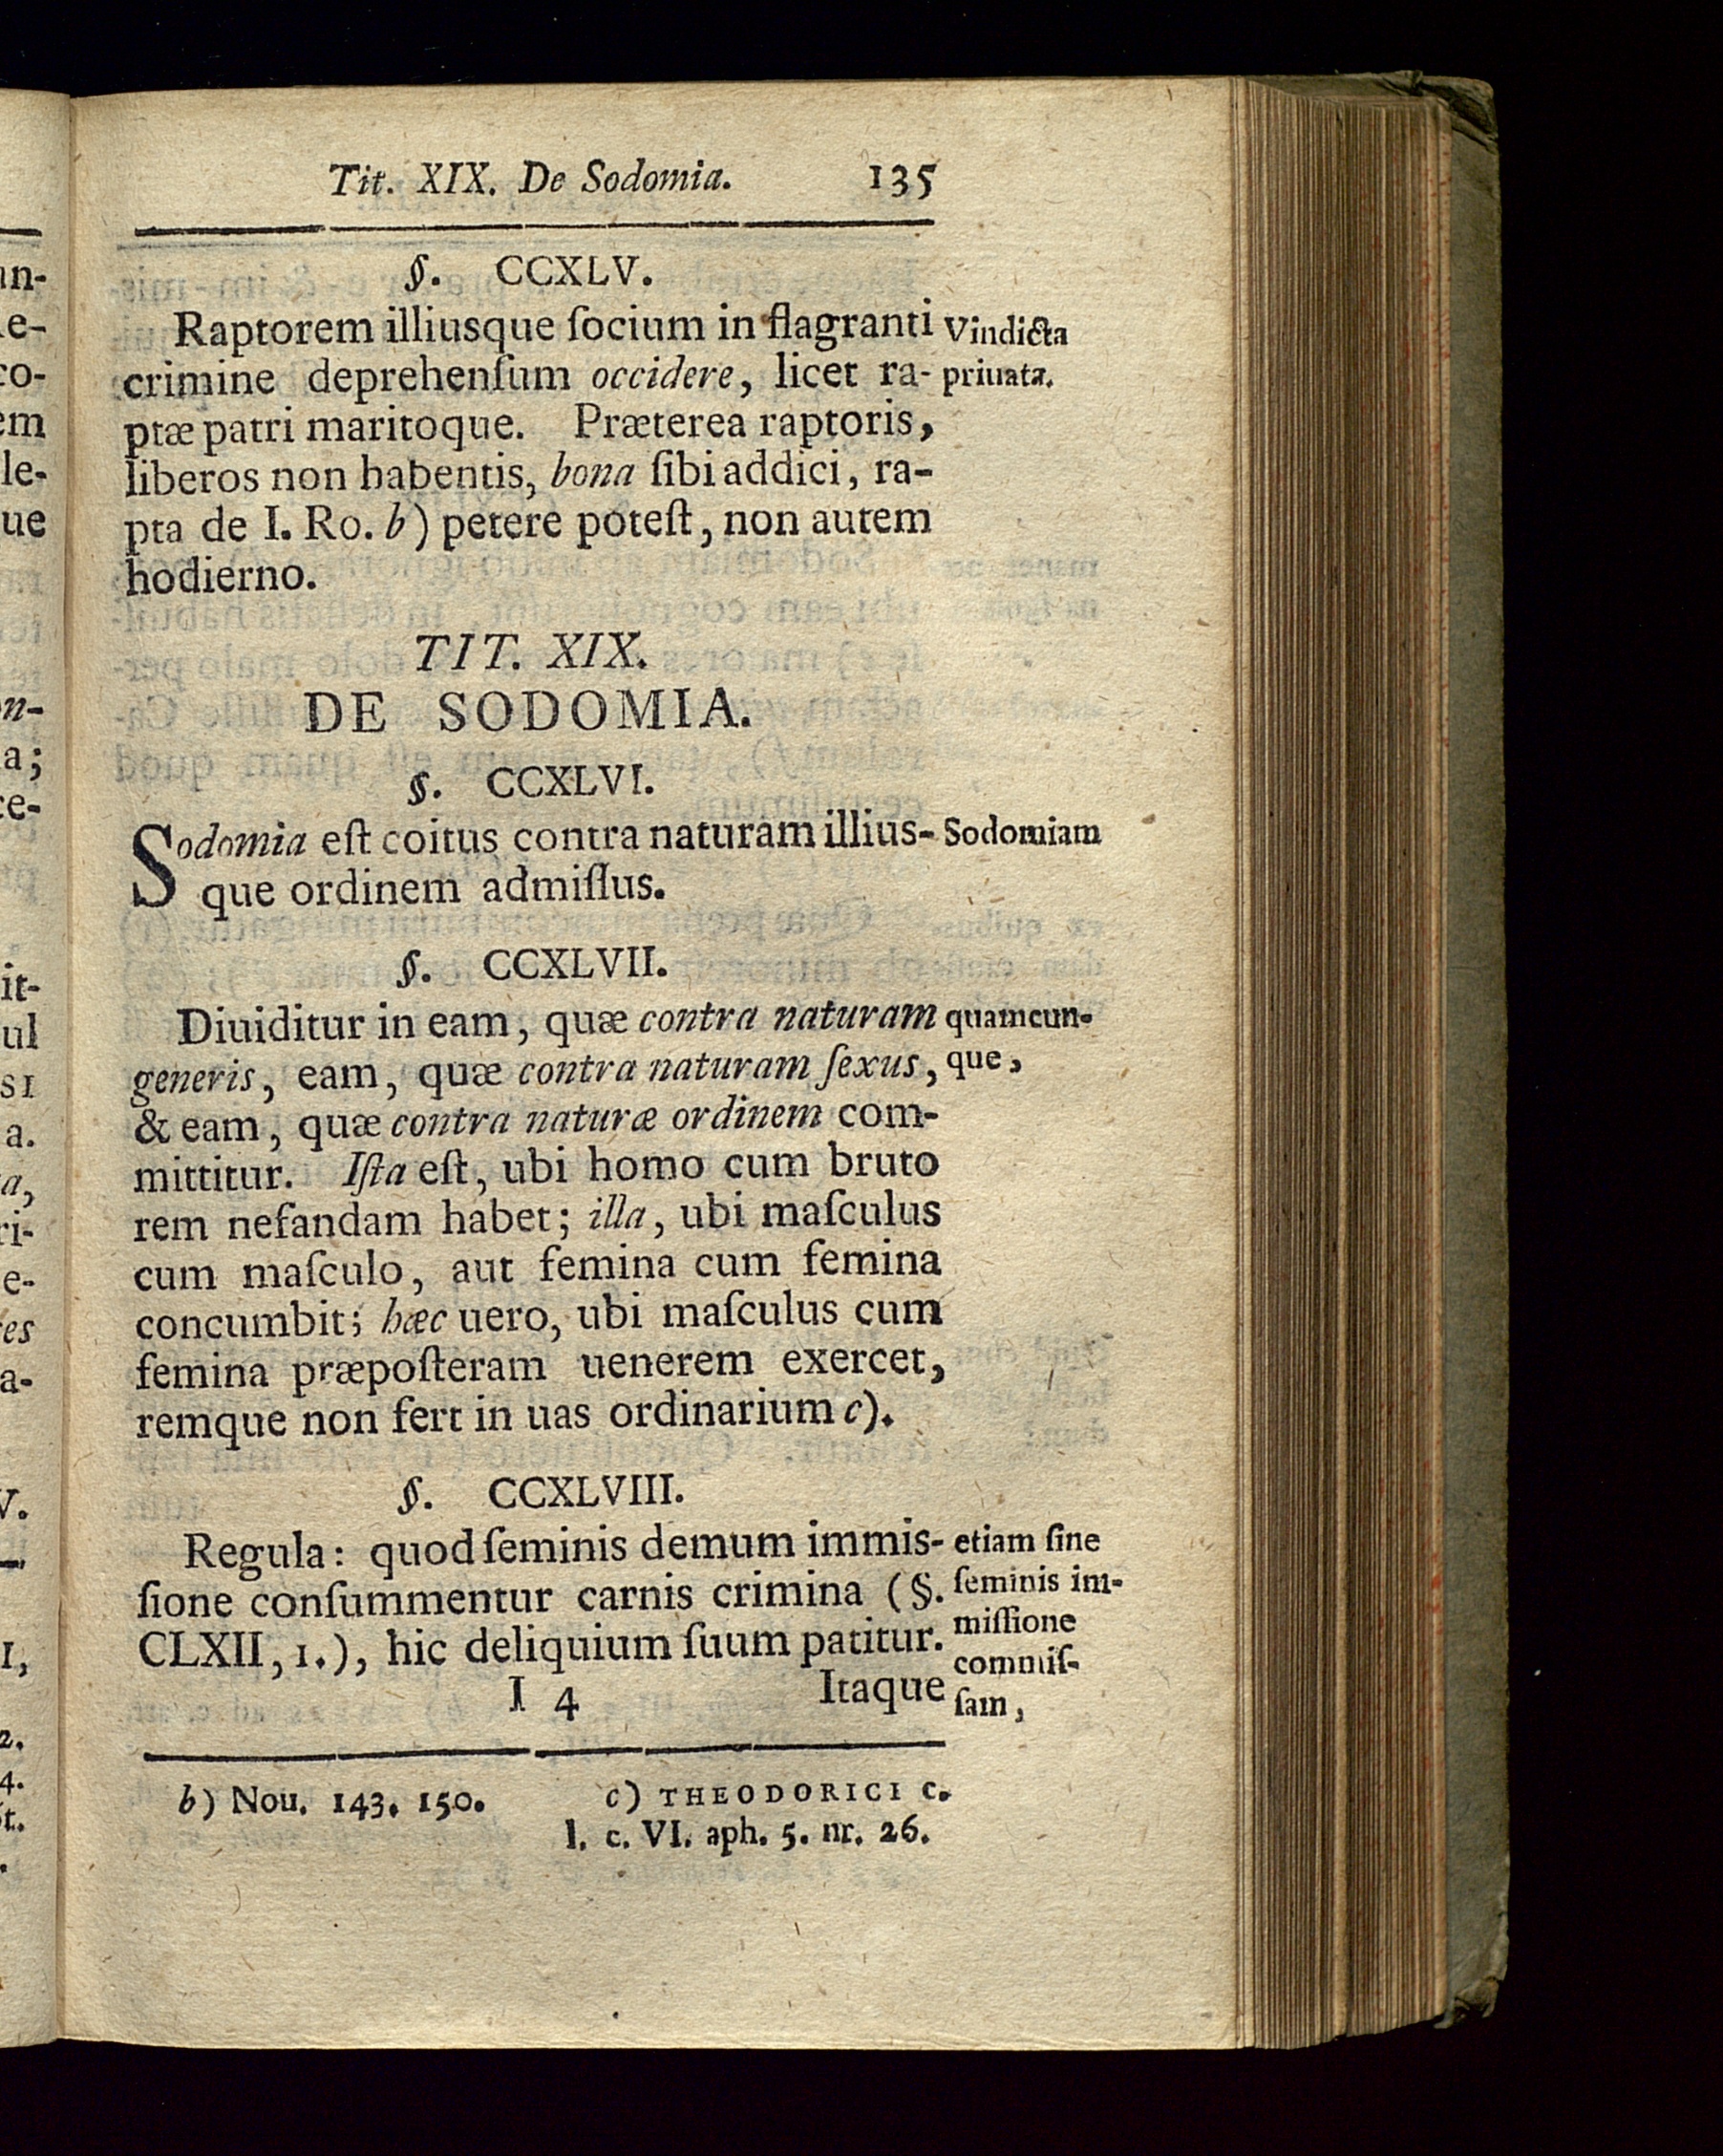 Tit. XIX. De Sodomia. 135
§. CCXLV.
Raptorem illiusque ſocium in flagranti
crimine deprehenſum occidere, licet ra-
ptæ patri maritoque. Præterea raptoris,
liberos non habentis, bona ſibi addici, ra-
pta de I. Ro. b) petere poteſt, non autem
hodierno.
Vindicta
priuata.
TIT. XIX.
DE SODOMIA.
§. CCXLVI.
Sodomia eſt coitus contra naturam illius-
que ordinem admiſſus.
Sodomiam
§. CCXLVII.
Diuiditur in eam, quæ contra naturam
generis, eam, quæ contra naturam ſexus,
& eam, quæ contra naturæ ordinem com-
mittitur. Iſta eſt, ubi homo cum bruto
rem nefandam habet; illa, ubi maſculus
cum maſculo, aut femina cum femina
concumbit; hæc uero, ubi maſculus cum
femina præpoſteram uenerem exercet,
remque non fert in uas ordinarium c).
quamcun-
que,
§. CCXLVIII.
Regula: quod ſeminis demum immis-
ſione conſummentur carnis crimina (§.
CLXII, 1.), hic deliquium ſuum patitur.
I 4 Itaque
etiam ſine
ſeminis im-
miſſione
commiſ-
ſam,
b) Nou. 143. 150.
c) THEODORICI C.
l. c. VI. aph. 5. nr. 26.